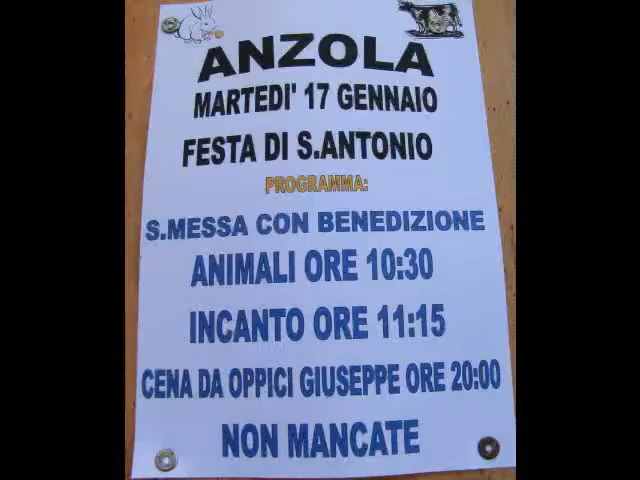 ANZOLA
MARTEDI' 17 GENNAIO
FESTA DI S.ANTONIO
PROGRAMMA:
S.MESSA CON BENEDIZIONE
ANIMALI ORE 10:30
INCANTO ORE 11:15
CENA DA OPPICI GIUSEPPE ORE 20:00
NON MANCATE